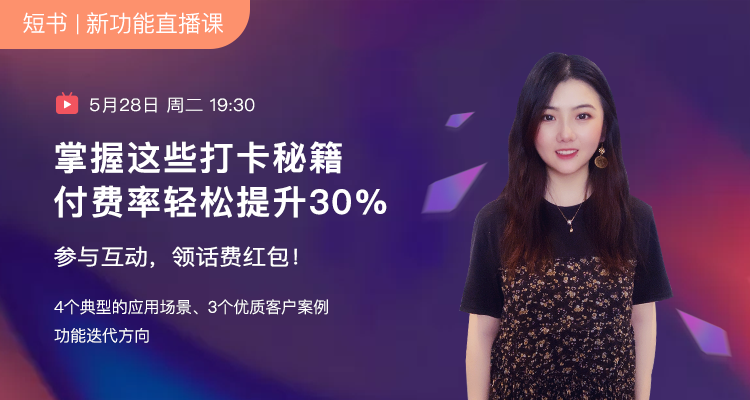 短书 | 新功能直播课
5月28日 周二 19:30
掌握这些打卡秘籍
付费率轻松提升30%
参与互动，领话费红包！
4个典型的应用场景、3个优质客户案例
功能迭代方向